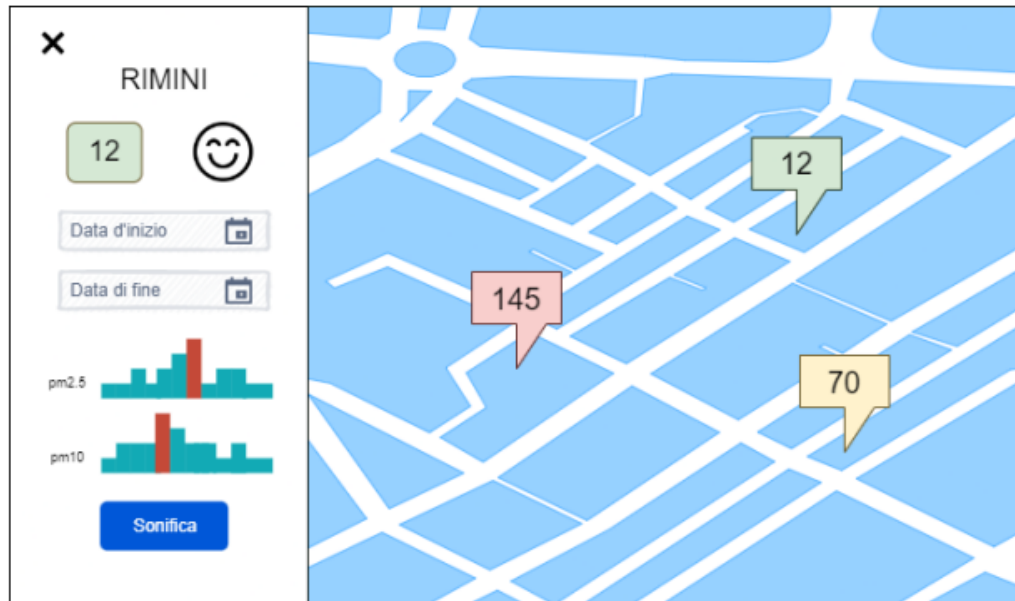 RIMINI
12
Data d'inizio
Data di fine
pm2.5
pm10
Sonifica
12
145
70